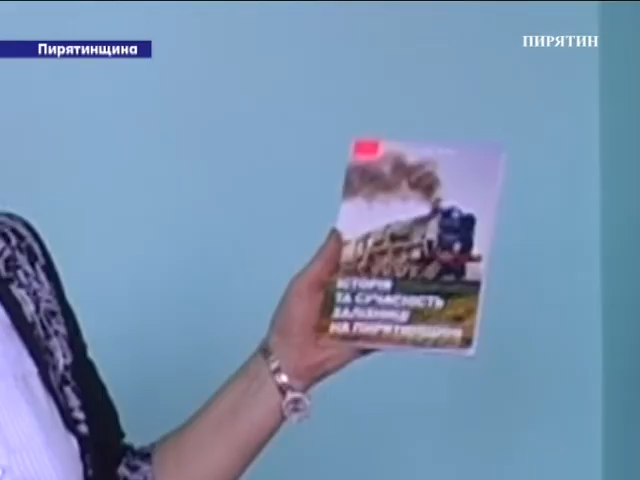 Пирятинщина
ПИРЯТИН
ІСТОРІЯ
ТА СУЧАСНІСТЬ
ЗАЛІЗНИЦІ
НА ПИРЯТИНЩИНІ